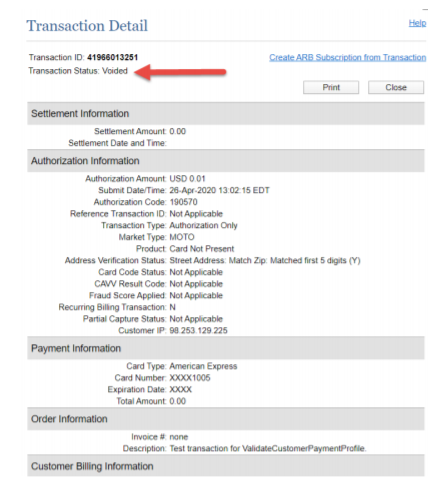 Transaction Detail
Help
Transaction ID: 41966013251
Create ARB Subscription from Transaction
Transaction Status: Voided
Print
Close
Settlement Information
Settlement Amount: 0.00
Settlement Date and Time:
Authorization Information
Authorization Amount: USD 0.01
Submit Date/Time: 26-Apr-2020 13:02:15 EDT
Authorization Code: 190570
Reference Transaction ID: Not Applicable
Transaction Type: Authorization Only
Market Type: MOTO
Product: Card Not Present
Address Verification Status: Street Address: Match Zip: Matched first 5 digits (Y)
Card Code Status: Not Applicable
CAVV Result Code: Not Applicable
Fraud Score Applied: Not Applicable
Recurring Billing Transaction: N
Partial Capture Status: Not Applicable
Customer IP: 98.253.129.225
Payment Information
Card Type: American Express
Card Number: XXXX1005
Expiration Date: XXXX
Total Amount: 0.00
Order Information
Invoice #: none
Description: Test transaction for ValidateCustomerPaymentProfile.
Customer Billing Information